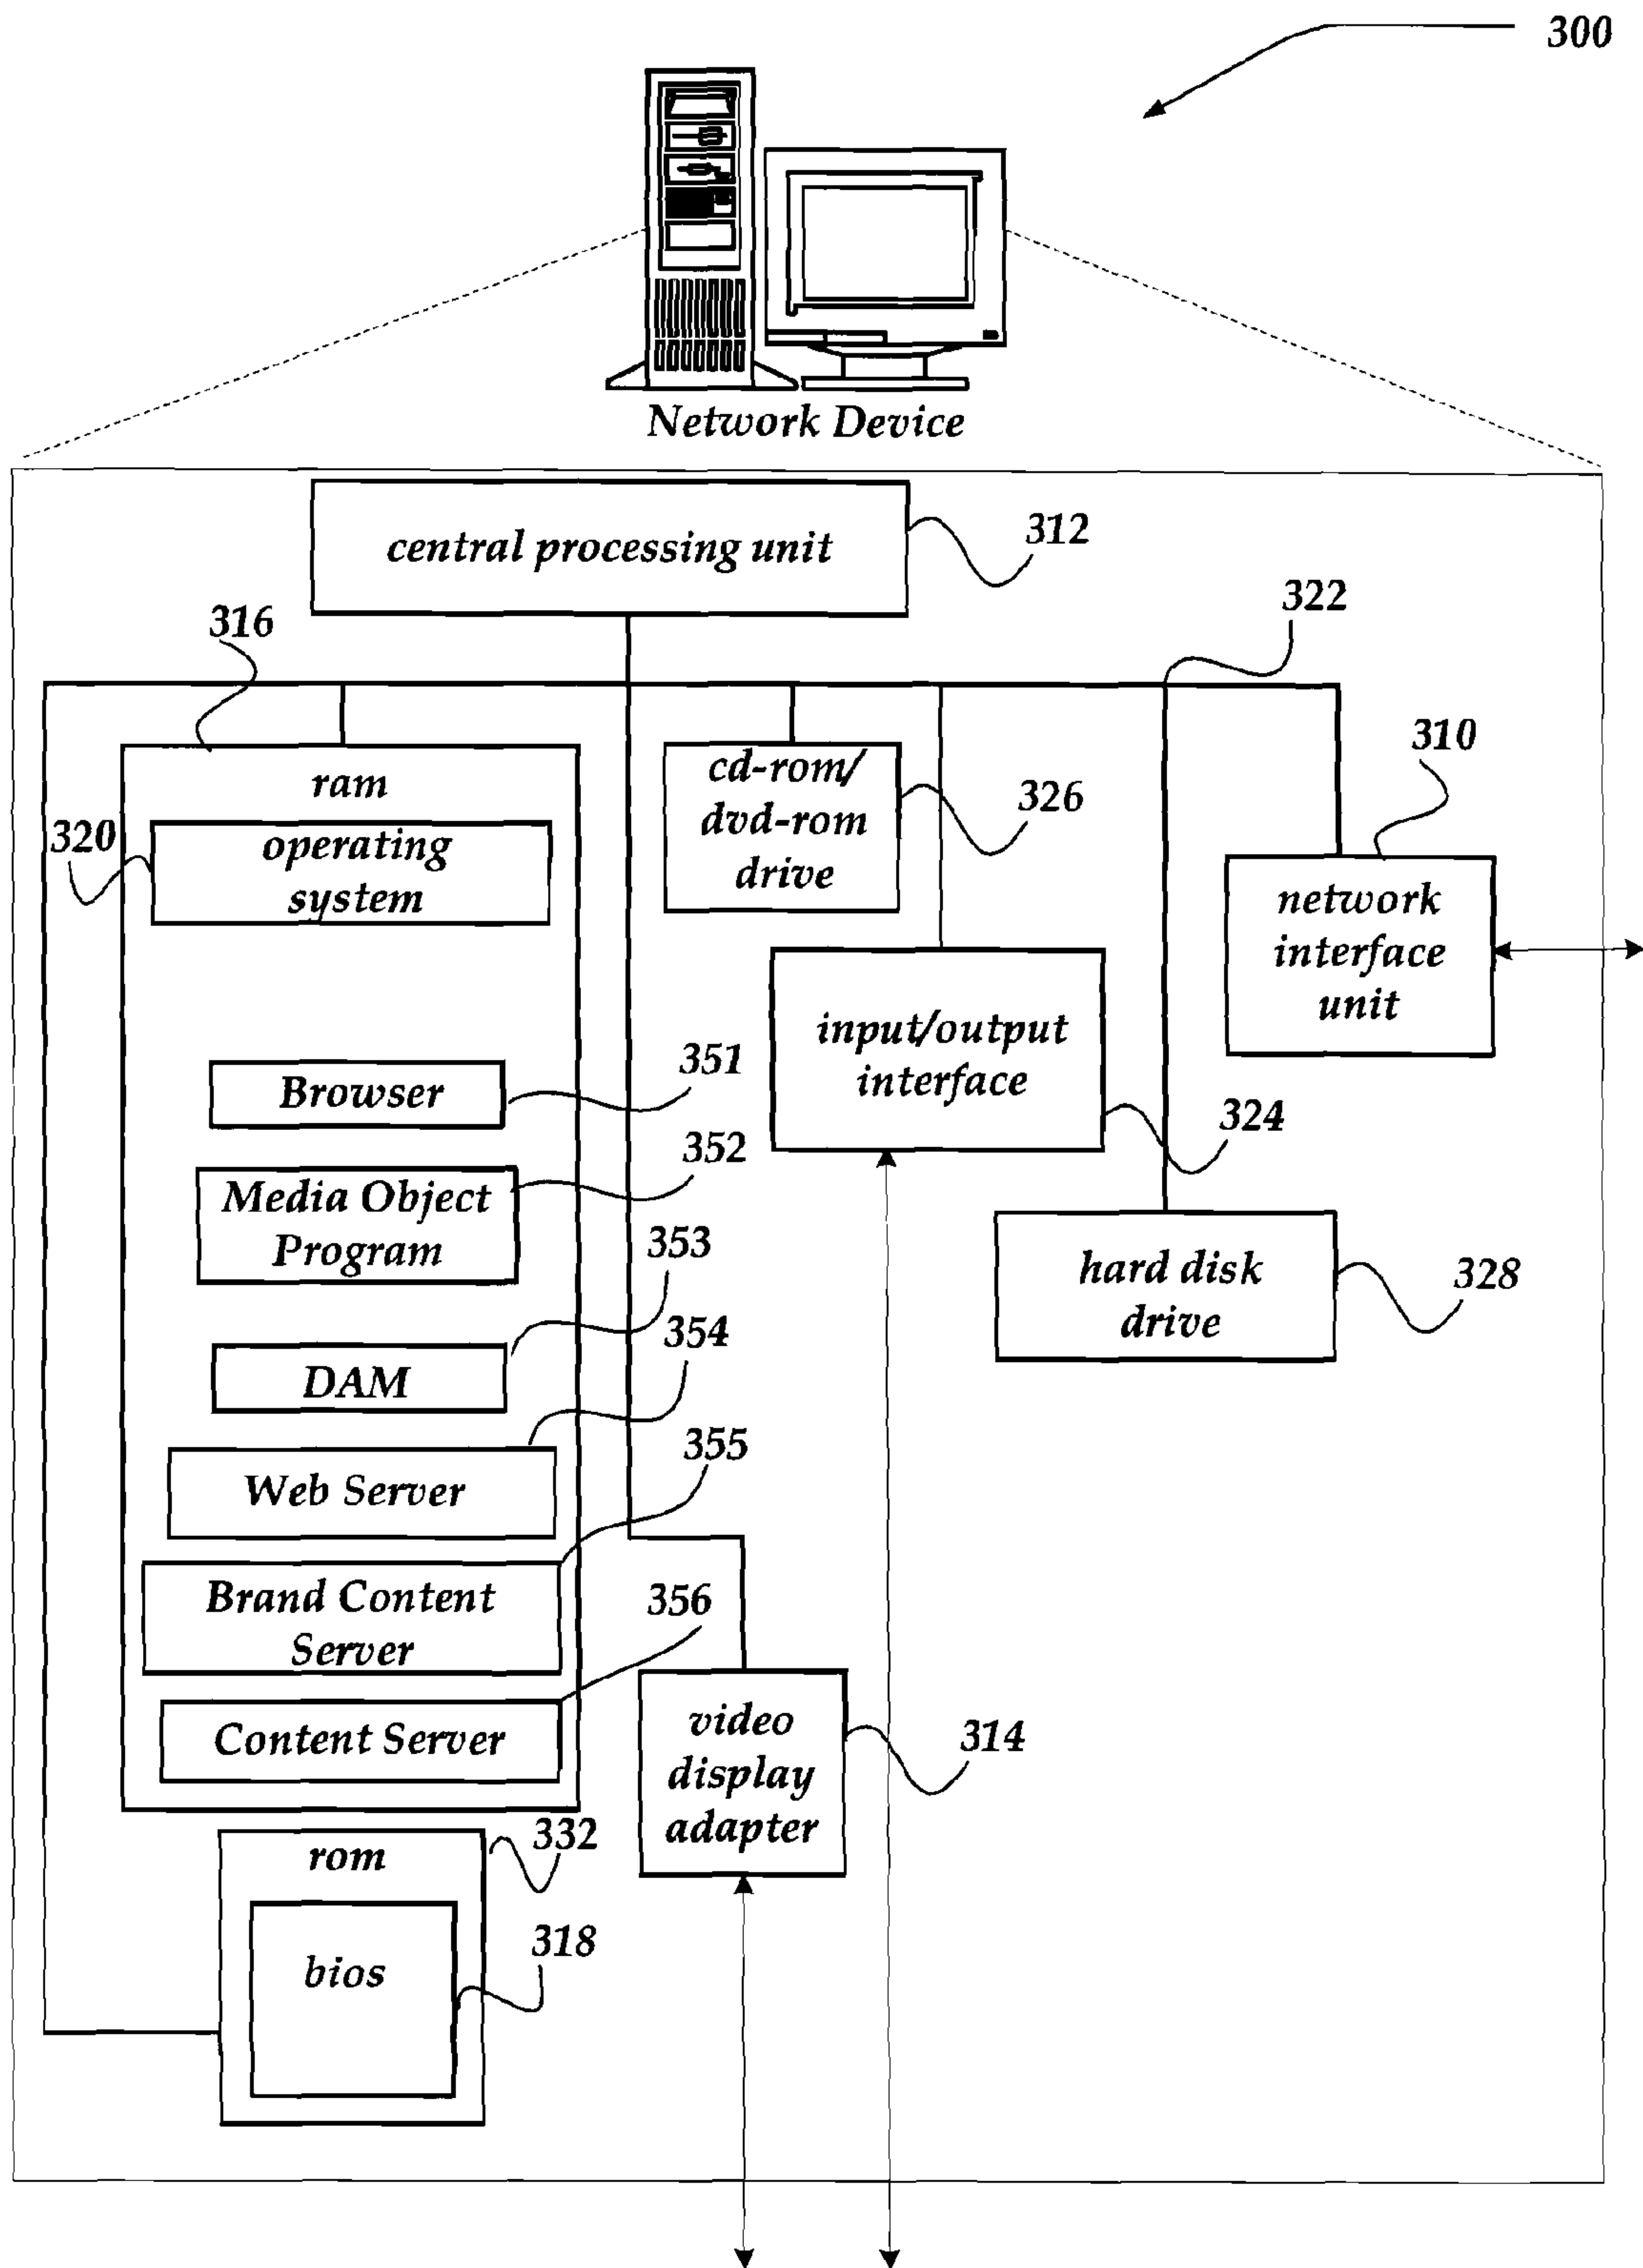 300
Network Device
central processing unit
312
322
316
310
ram
cd-rom/
dvd-rom
drive
326
320
operating
system
network
interface
unit
input/output
interface
351
Browser
324
352
Media Object
Program
353
hard disk
drive
328
354
DAM
355
Web Server
Brand Content
Server
356
Content Server
video
display
adapter
314
332
rom
318
bios